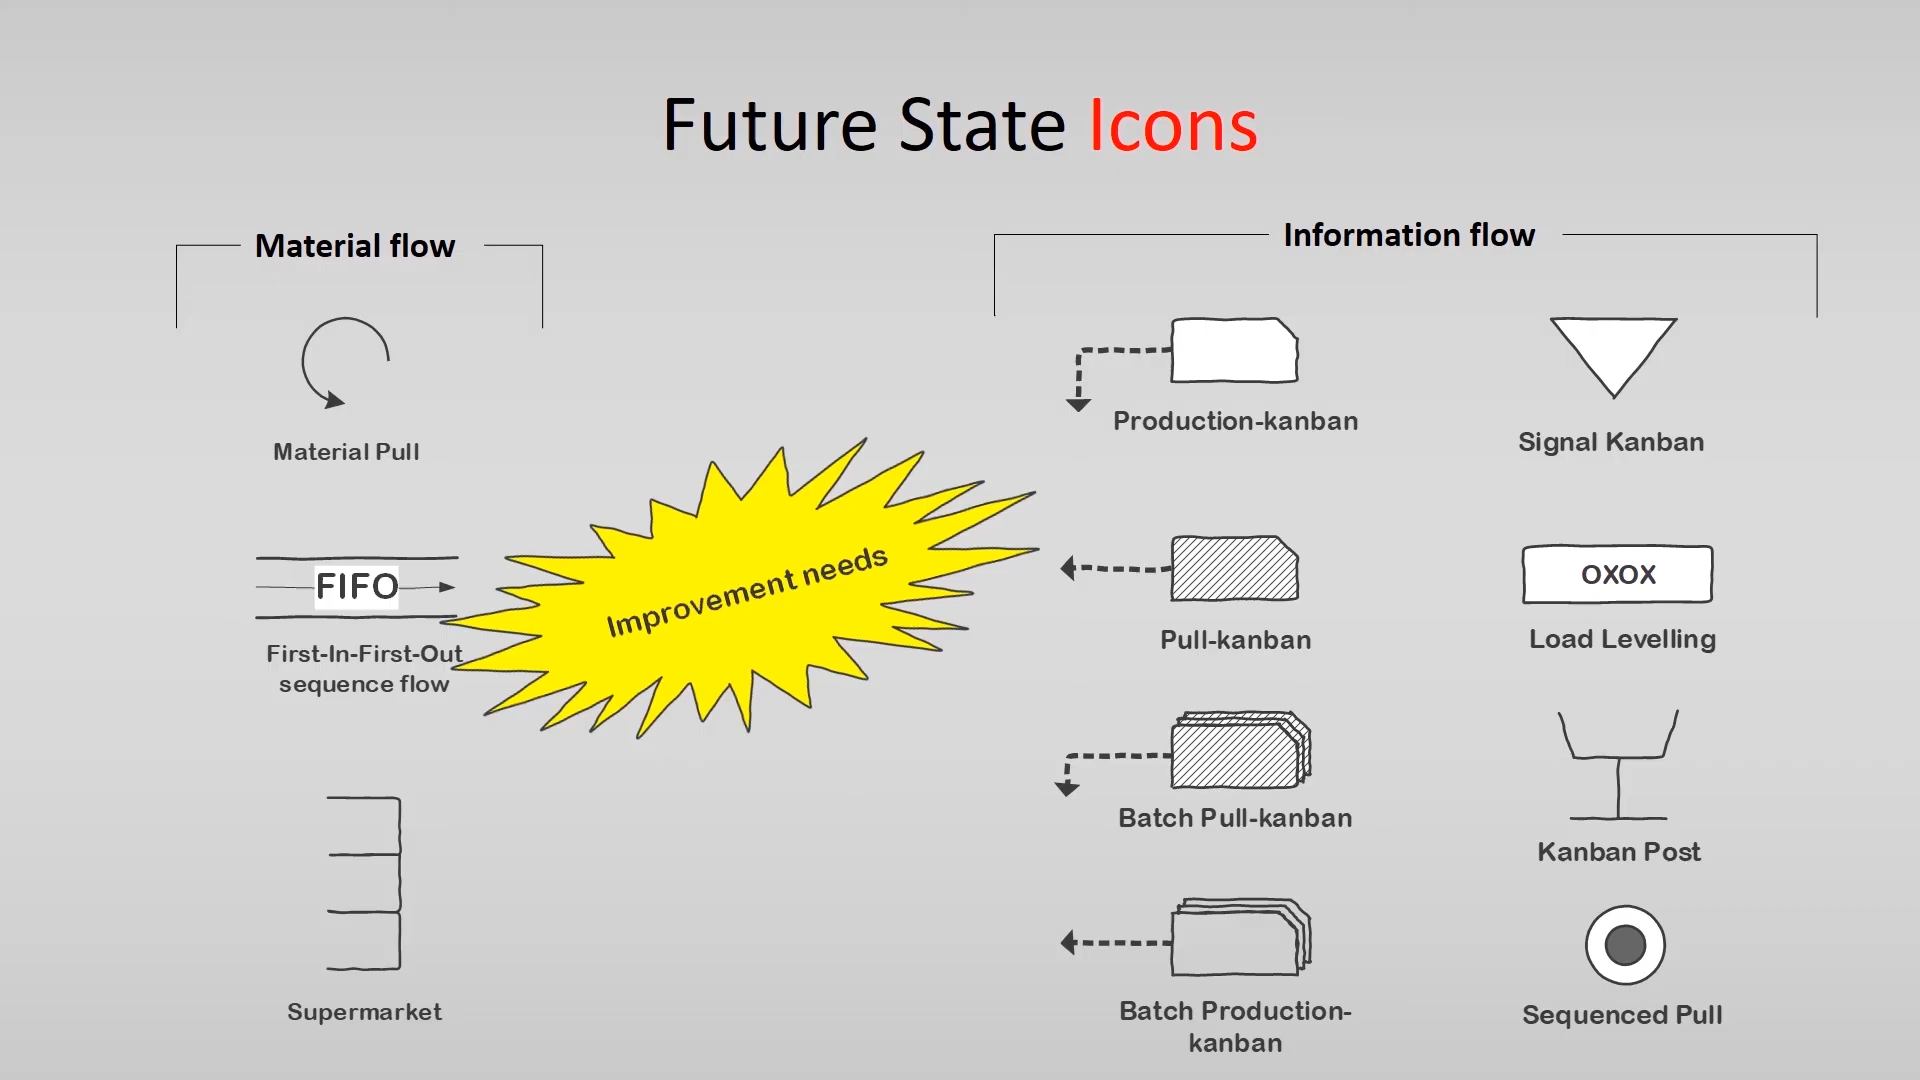 Future State Icons
Material flow
Material Pull
FIFO
First-In-First-Out
sequence flow
Supermarket
Improvement needs
Information flow
Production-kanban
Signal Kanban
Pull-kanban
OXOX
Load Levelling
Batch Pull-kanban
Kanban Post
Batch Production-
kanban
Sequenced Pull